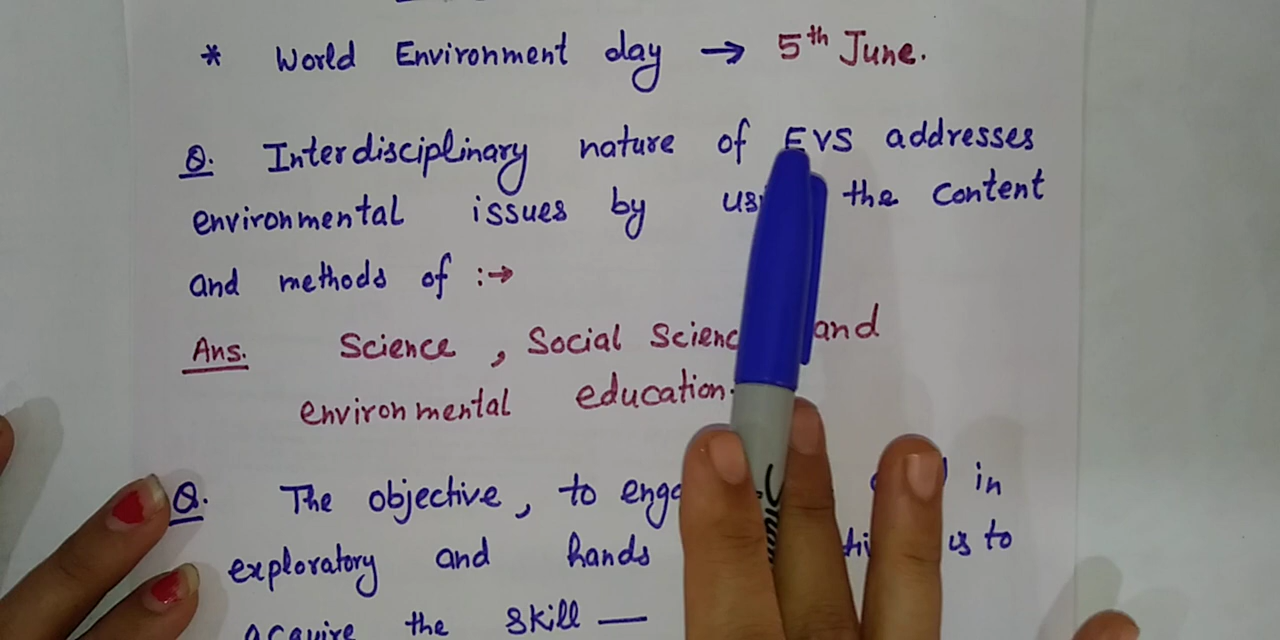 * World Environment day → 5th June.
Q. Interdisciplinary nature of EVS addresses
environmental issues by the content
and methods of :→
Ans. Science, Social and
environmental education.
Q. The objective, to in
exploratory and hands is to
acquire the skill —